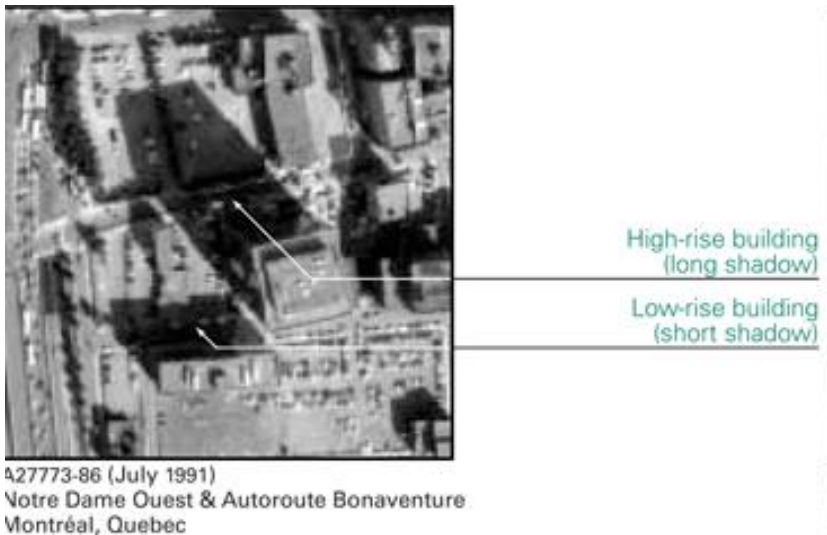 High-rise building
(long shadow)
Low-rise building
(short shadow)
A27773-86 (July 1991)
Notre Dame Ouest & Autoroute Bonaventure
Montréal, Quebec